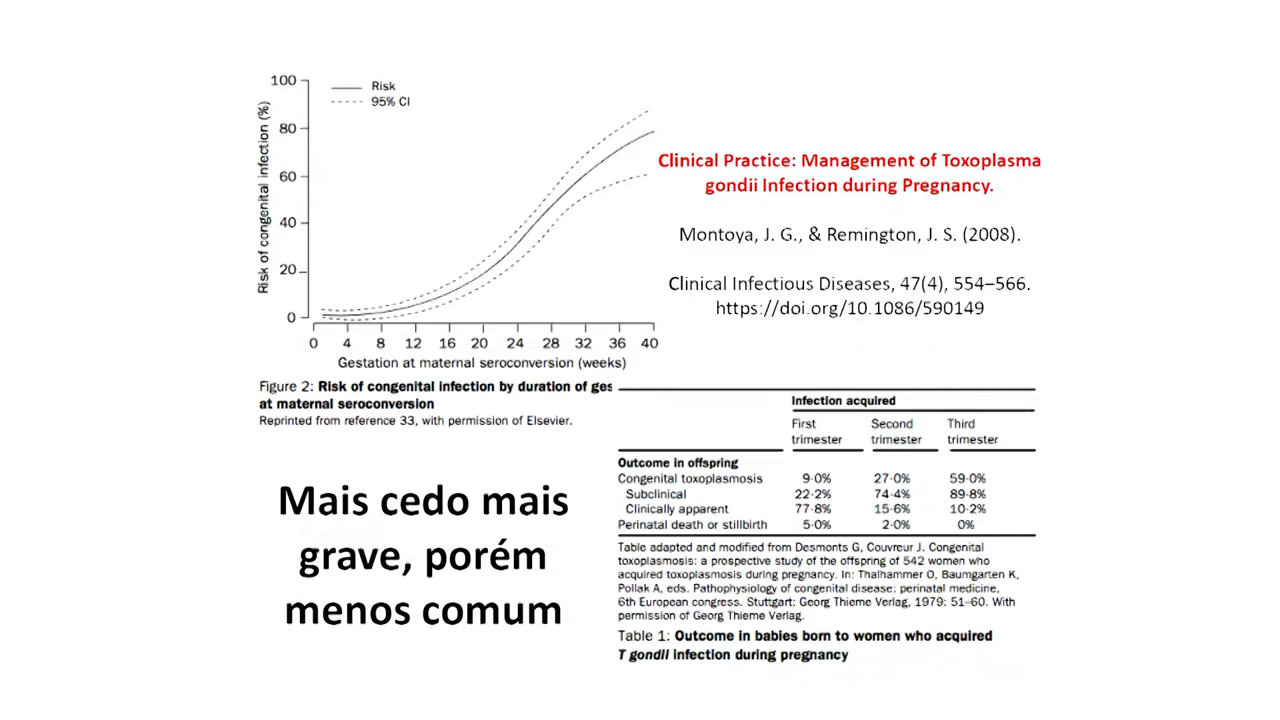 100
80
60
40
20
0
Risk of congenital infection (%)
Risk
95% CI
0 4 8 12 16 20 24 28 32 36 40
Gestation at maternal seroconversion (weeks)
Figure 2: Risk of congenital infection by duration of ges
at maternal seroconversion
Reprinted from reference 33, with permission of Elsevier.
Clinical Practice: Management of Toxoplasma
gondii Infection during Pregnancy.
Montoya, J. G., & Remington, J. S. (2008).
Clinical Infectious Diseases, 47(4), 554–566.
https://doi.org/10.1086/590149
Mais cedo mais
grave, porém
menos comum
Infection acquired
First Second Third
trimester trimester trimester
Outcome in offspring
Congenital toxoplasmosis 9·0% 27·0% 59·0%
Subclinical 22·2% 74·4% 89·8%
Clinically apparent 77·8% 15·6% 10·2%
Perinatal death or stillbirth 5·0% 2·0% 0%
Table adapted and modified from Desmonts G, Couvreur J. Congenital
toxoplasmosis: a prospective study of the offspring of 542 women who
acquired toxoplasmosis during pregnancy. In: Thalhammer O, Baumgarten K,
Pollak A, eds. Pathophysiology of congenital disease: perinatal medicine,
6th European congress. Stuttgart: Georg Thieme Verlag, 1979: 51–60. With
permission of Georg Thieme Verlag.
Table 1: Outcome in babies born to women who acquired
T gondii infection during pregnancy